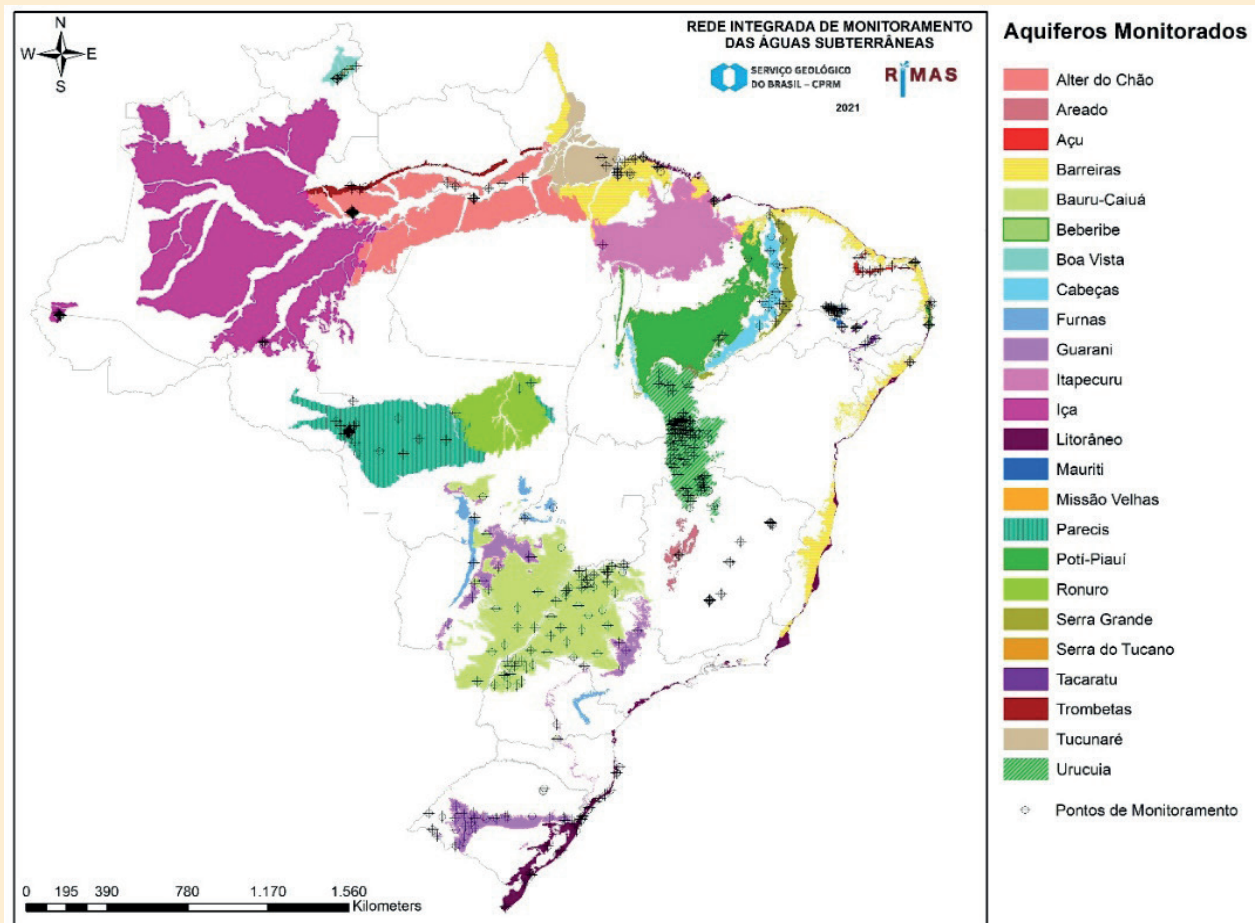 REDE INTEGRADA DE MONITORAMENTO
DAS ÁGUAS SUBTERRÂNEAS
SERVIÇO GEOLÓGICO
DO BRASIL – CPRM
RIMAS
2021
N
W
E
S
0 195 390 780 1.170 1.560
Kilometers
Aquiferos Monitorados
Alter do Chão
Areado
Açu
Barreiras
Bauru-Caiuá
Beberibe
Boa Vista
Cabeças
Furnas
Guarani
Itapecuru
Iça
Litorâneo
Mauriti
Missão Velhas
Parecis
Poti-Piauí
Ronuro
Serra Grande
Serra do Tucano
Tacaratu
Trombetas
Tucunaré
Urucuia
Pontos de Monitoramento